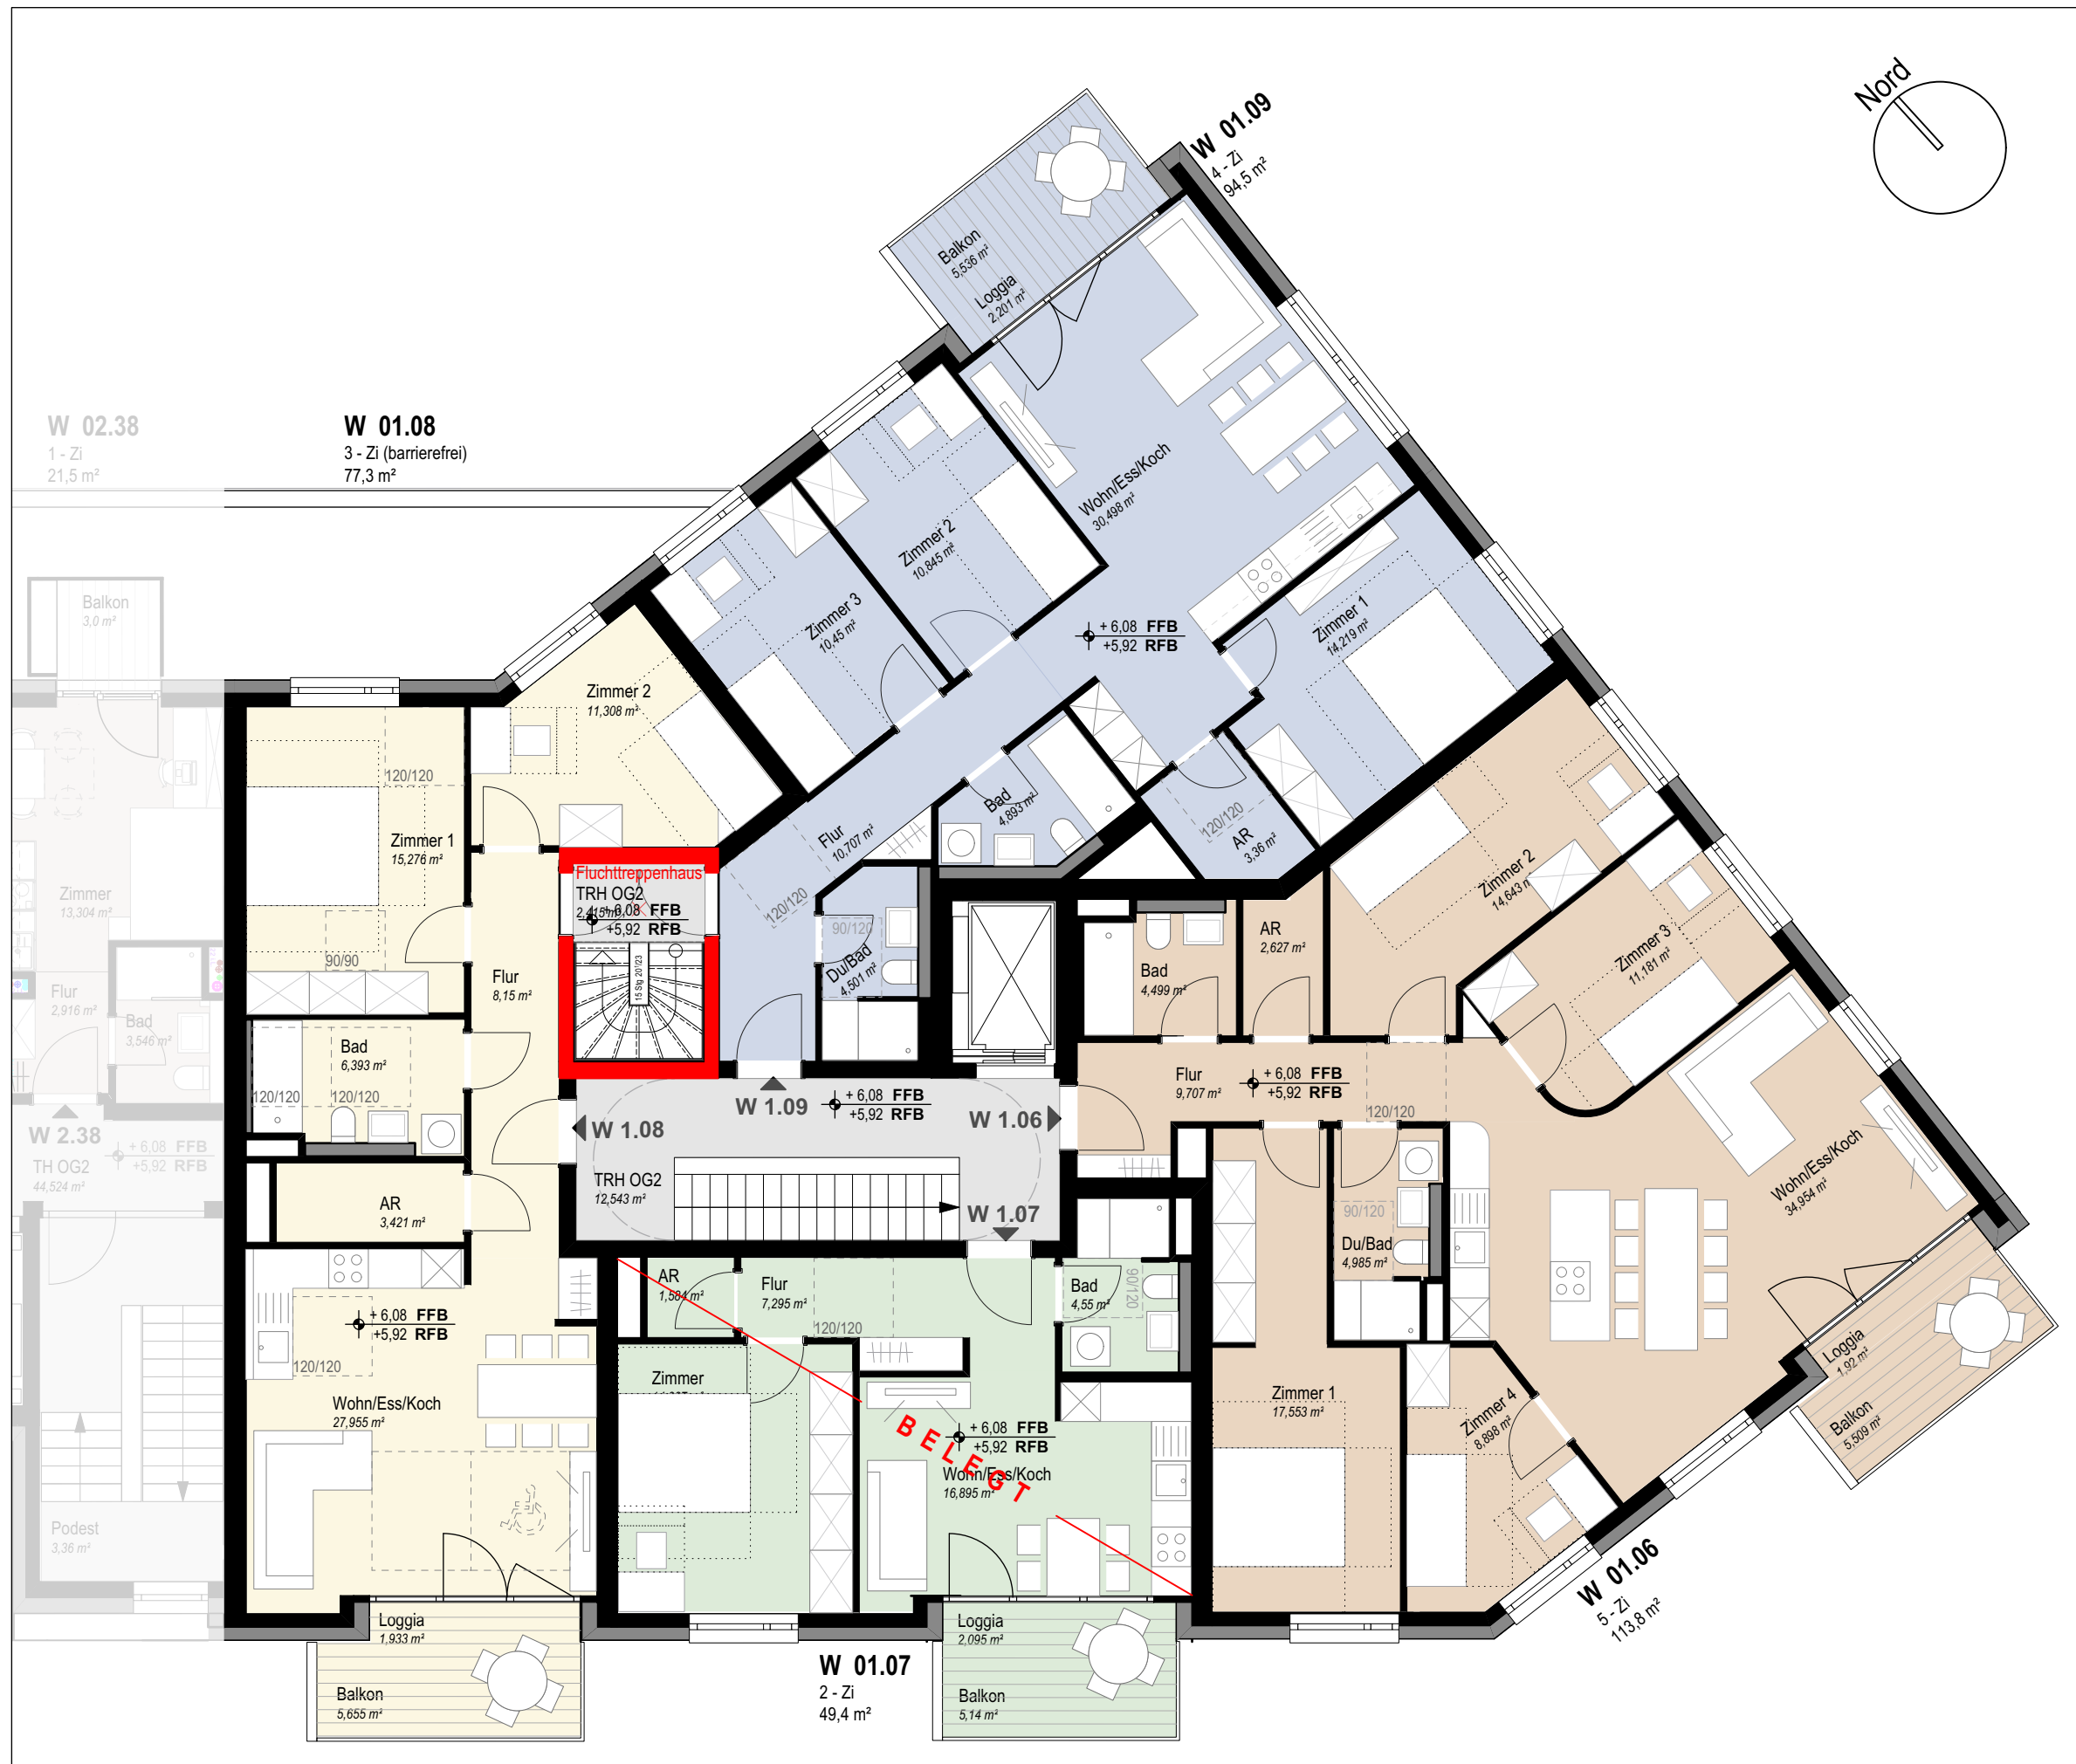 Nord
W 01.09
4 - Zi
94,5 m²
Balkon
5,536 m²
Loggia
2,201 m²
Wohn/Ess/Koch
30,498 m²
Zimmer 2
10,845 m²
Zimmer 3
10,45 m²
Zimmer 1
14,219 m²
+ 6,08 FFB
+5,92 RFB
Flur
10,707 m²
Bad
4,893 m²
120/120
AR
3,36 m²
120/120
90/120
Du/Bad
4,501 m²
W 02.38
1 - Zi
21,5 m²
W 01.08
3 - Zi (barrierefrei)
77,3 m²
Balkon
3,0 m²
Zimmer
13,304 m²
Flur
2,916 m²
Bad
3,546 m²
W 2.38
TH OG2
44,524 m²
+ 6,08 FFB
+5,92 RFB
Podest
3,36 m²
Zimmer 2
11,308 m²
120/120
Zimmer 1
15,276 m²
90/90
Flur
8,15 m²
Bad
6,393 m²
120/120
120/120
AR
3,421 m²
+ 6,08 FFB
+5,92 RFB
120/120
Wohn/Ess/Koch
27,955 m²
Loggia
1,933 m²
Balkon
5,655 m²
Fluchttreppenhaus
TRH OG2
2,415 m²
+ 6,08 FFB
+5,92 RFB
15 Stg 201/23
W 1.09
+ 6,08 FFB
+5,92 RFB
W 1.08
W 1.06
TRH OG2
12,543 m²
W 1.07
AR
1,584 m²
Flur
7,295 m²
120/120
Bad
4,55 m²
90/120
Zimmer
+ 6,08 FFB
+5,92 RFB
BELEGT
Wohn/Ess/Koch
16,895 m²
Loggia
2,095 m²
Balkon
5,14 m²
W 01.07
2 - Zi
49,4 m²
Bad
4,499 m²
AR
2,627 m²
Zimmer 2
14,643 m
Zimmer 3
11,181 m²
Flur
9,707 m²
+ 6,08 FFB
+5,92 RFB
120/120
Wohn/Ess/Koch
34,954 m²
90/120
Du/Bad
4,985 m²
Zimmer 1
17,553 m²
Zimmer 4
8,898 m²
Loggia
1,92 m²
Balkon
5,509 m²
W 01.06
5 - Zi
113,8 m²